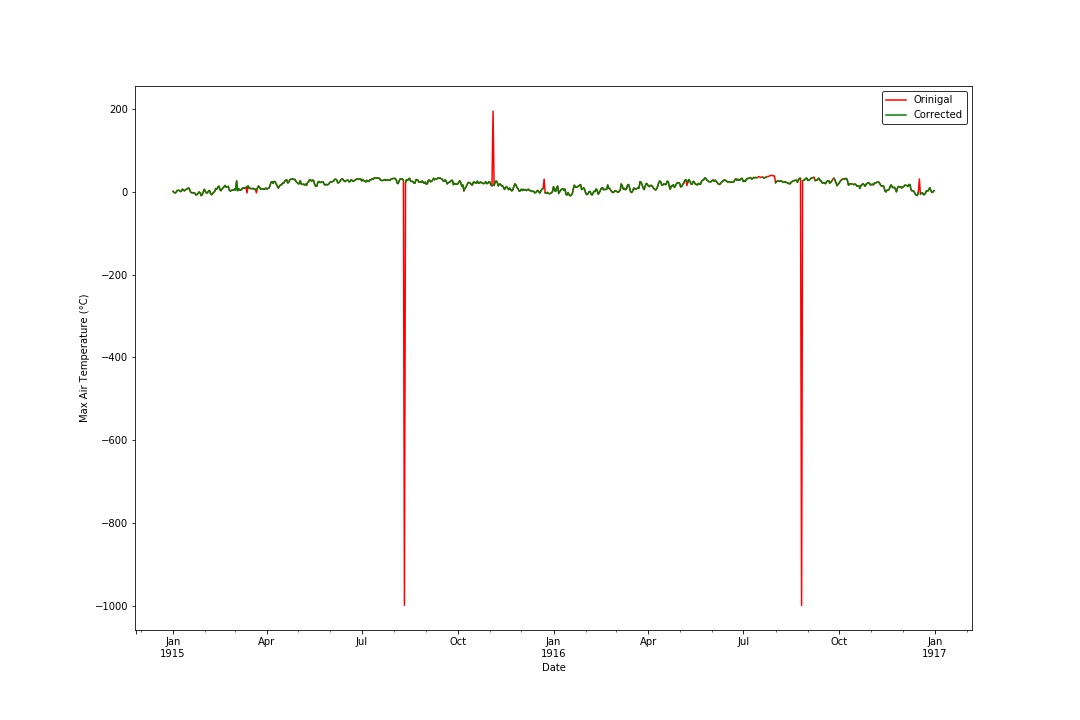 Orinigal
Corrected
200
0
−200
−400
−600
−800
−1000
Max Air Temperature (°C)
Jan Apr Jul Oct Jan Apr Jul Oct Jan
1915 1916 1917
Date